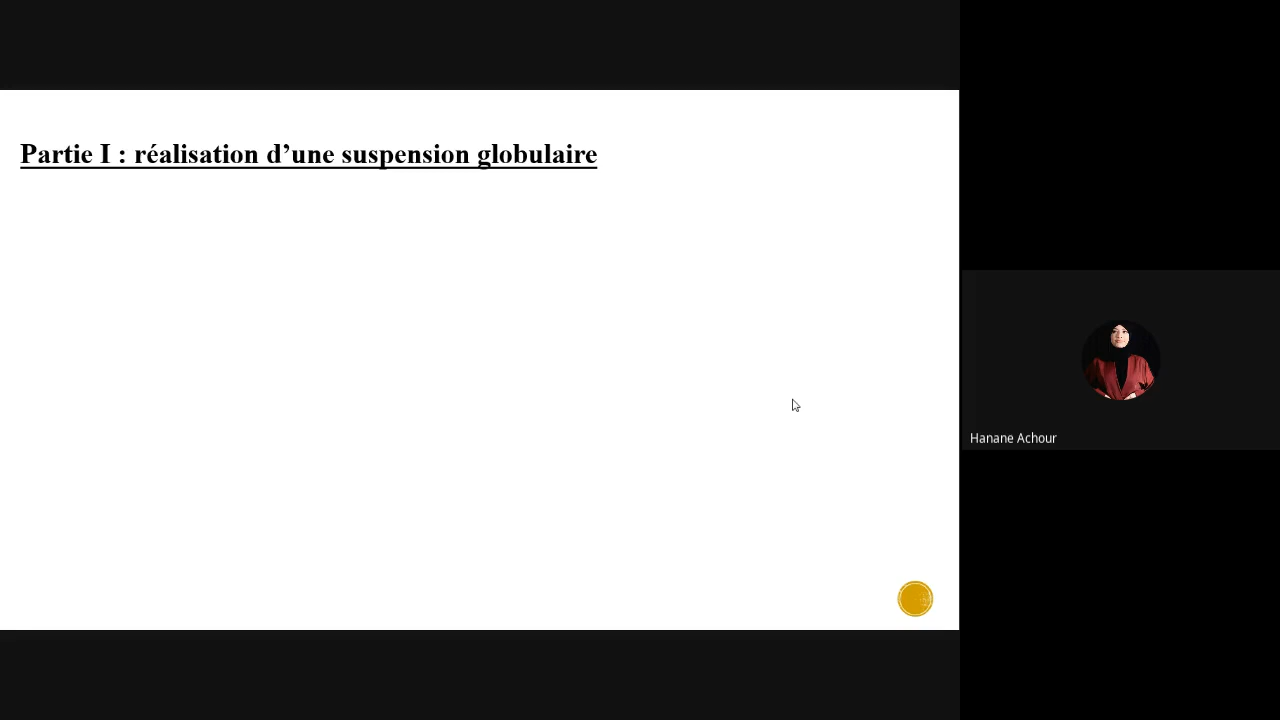 Partie I : réalisation d’une suspension globulaire
Hanane Achour